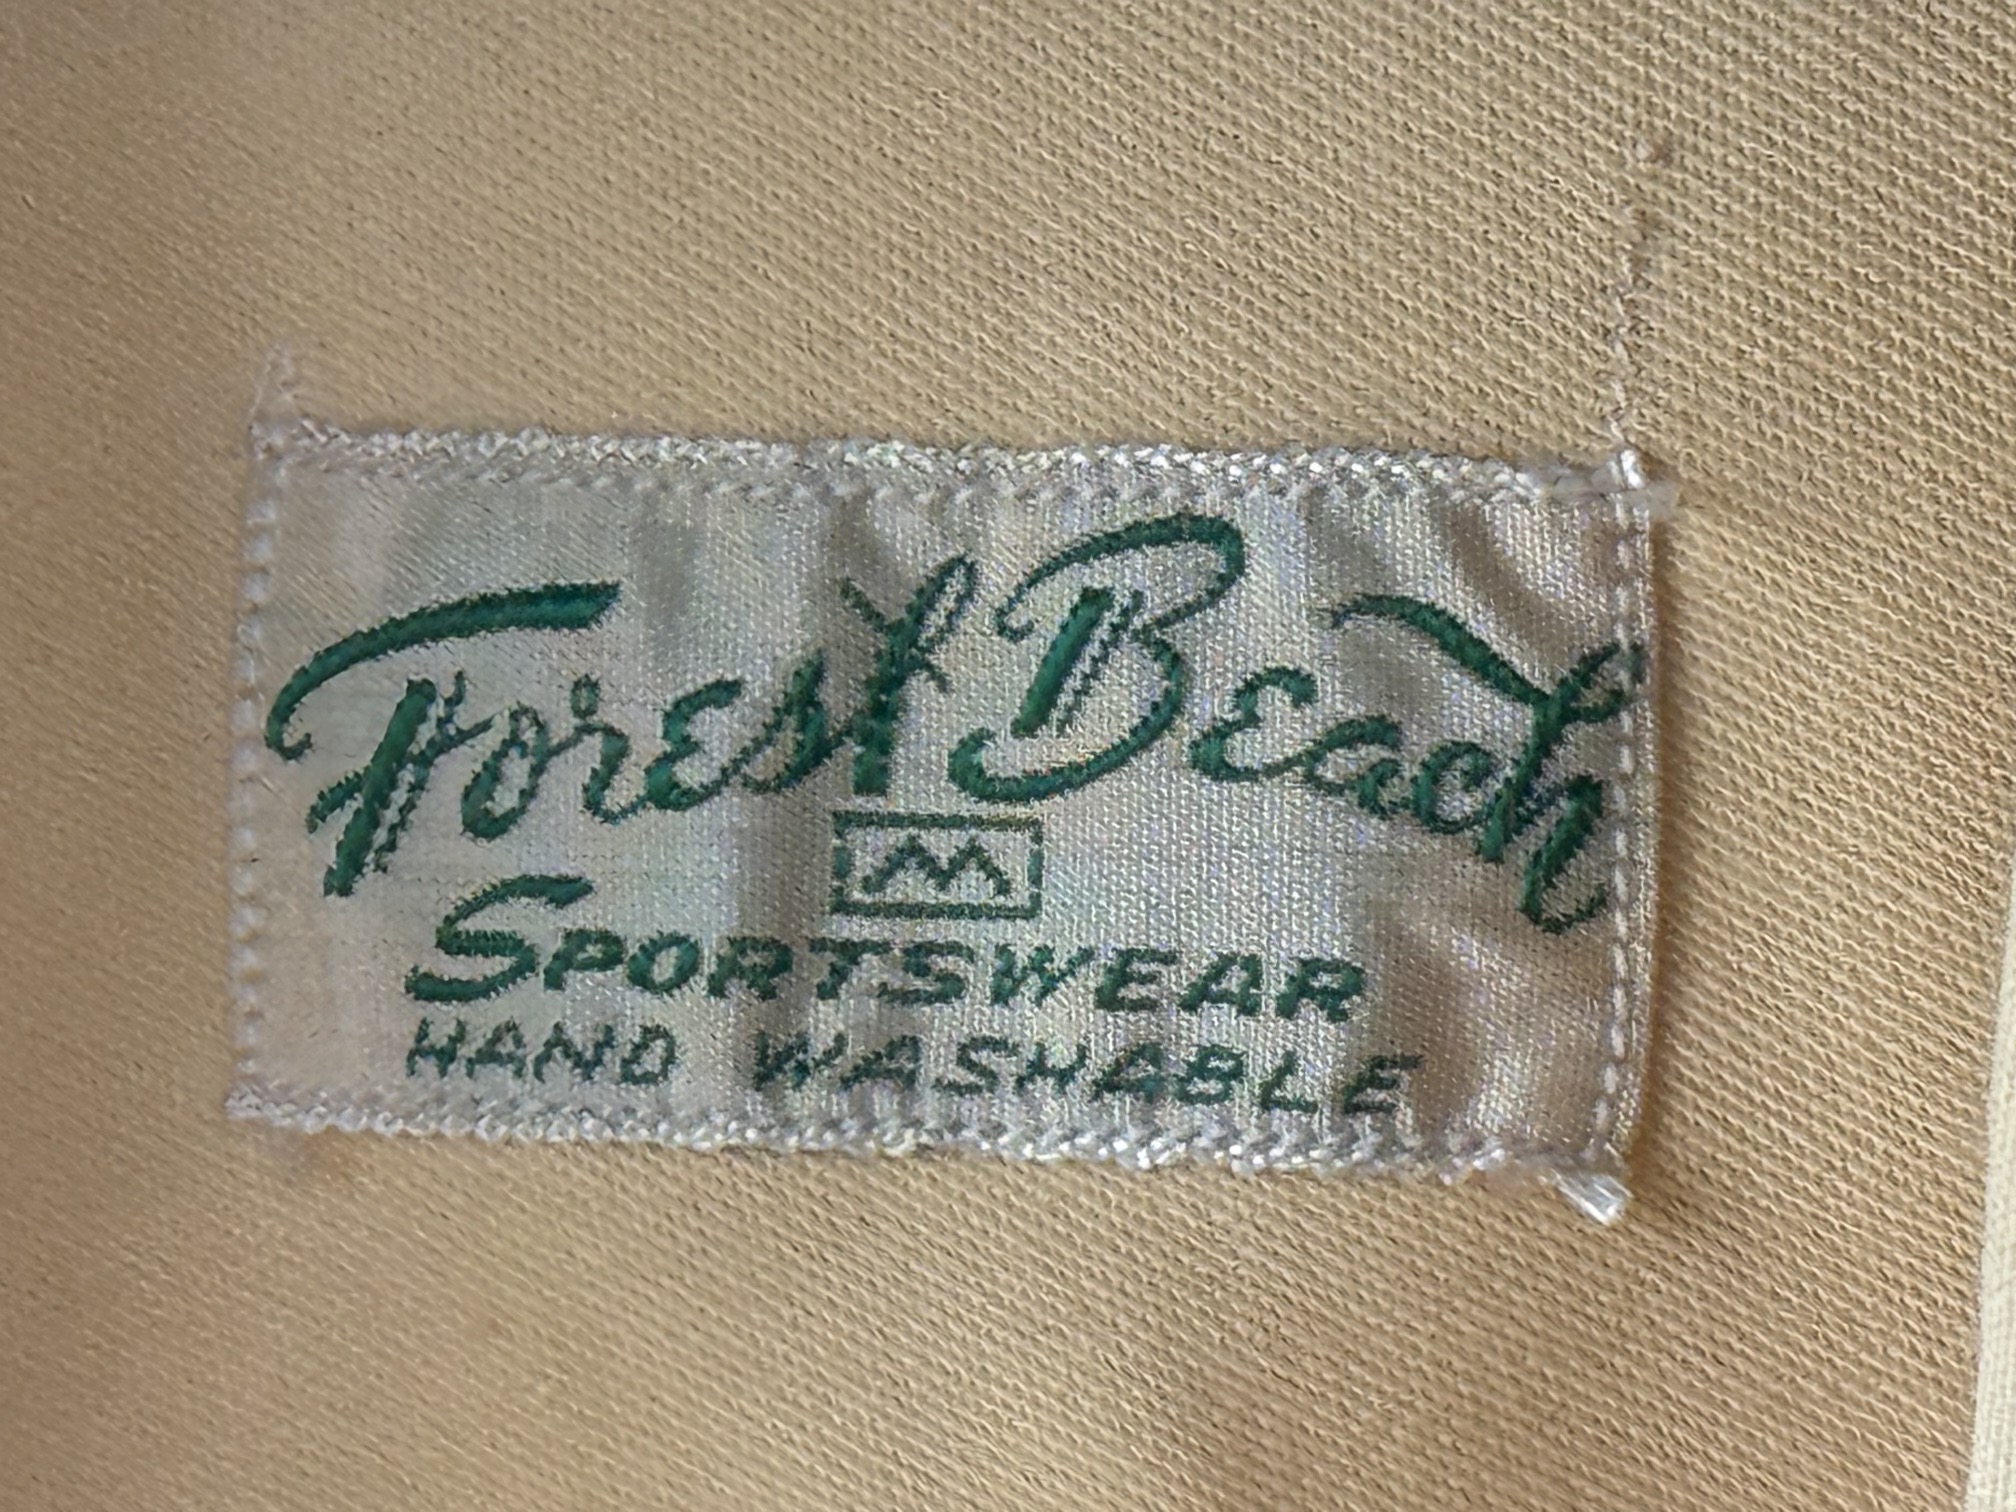 Forest Beach
M
SPORTSWEAR
HAND WASHABLE